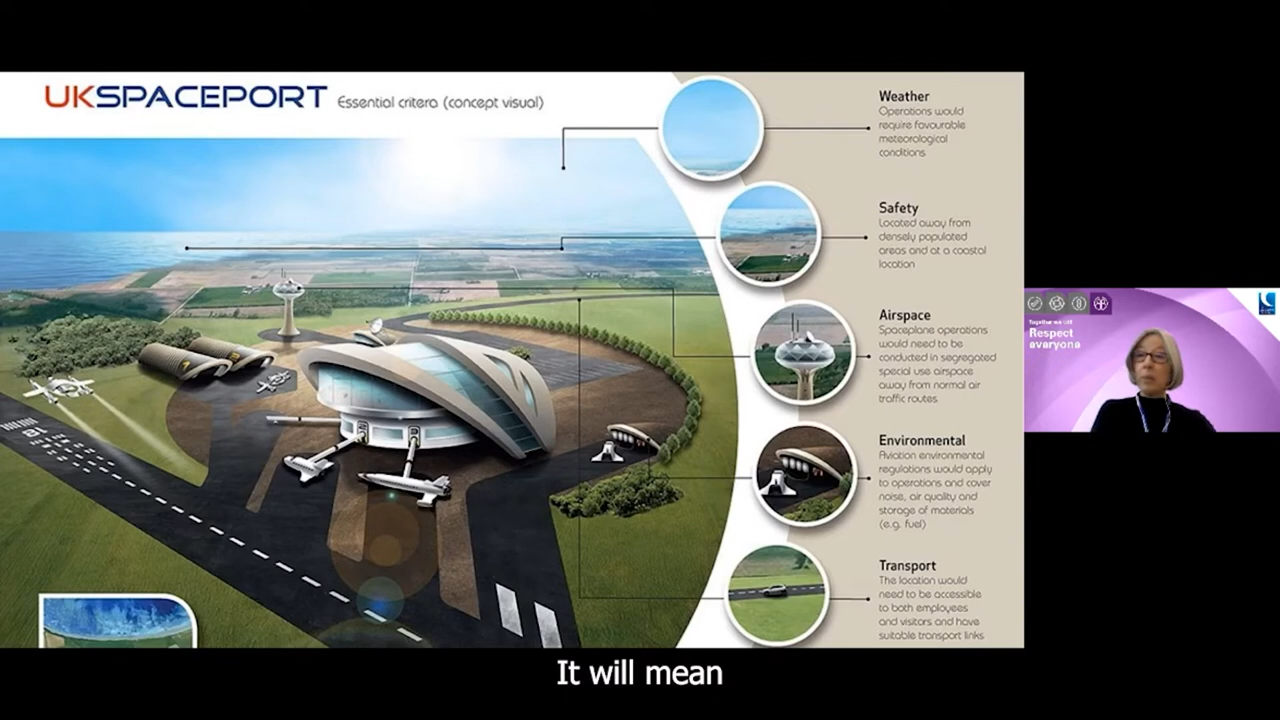 UKSPACEPORT Essential critera (concept visual)
Weather
Operations would
require favourable
meteorological
conditions
Safety
Located away from
densely populated
areas and at a coastal
location
Airspace
Spaceplane operations
would need to be
conducted in segregated
special use airspace
away from normal air
traffic routes
Environmental
Aviation environmental
regulations would apply
to operations and cover
noise, air quality and
storage of materials
(e.g. fuel)
Transport
The location would
need to be accessible
to both employees
and visitors and have
suitable transport links
Together we will
Respect
everyone
It will mean